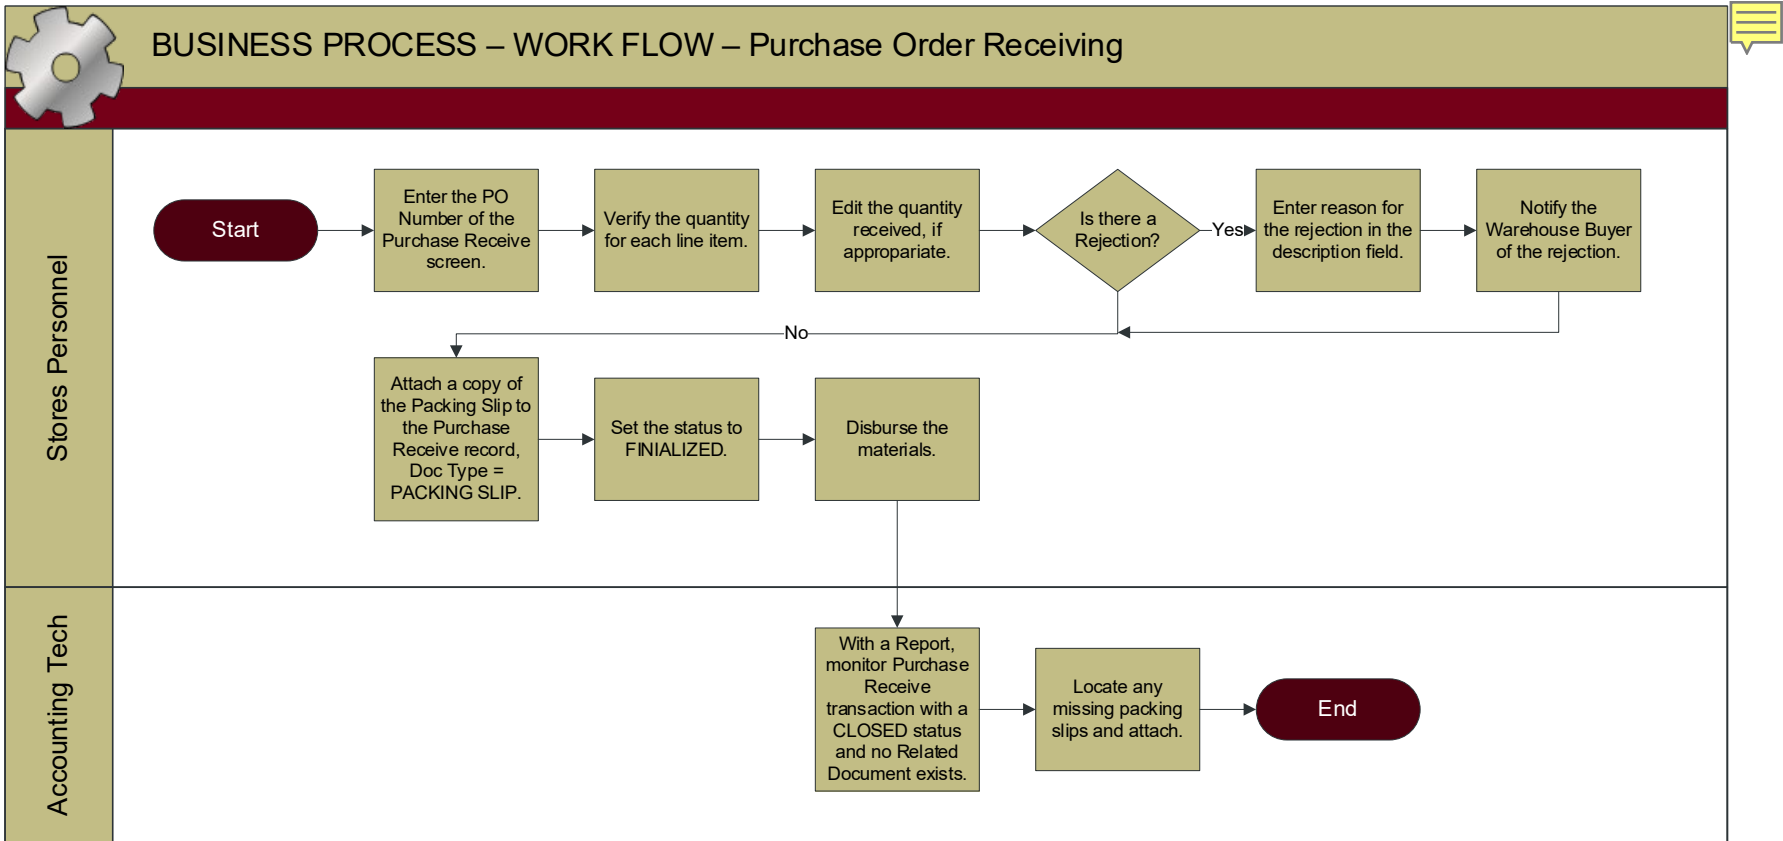 BUSINESS PROCESS – WORK FLOW – Purchase Order Receiving
Stores Personnel
Start
Enter the PO
Number of the
Purchase Receive
screen.
Verify the quantity
for each line item.
Edit the quantity
received, if
appropariate.
Is there a
Rejection?
Yes
Enter reason for
the rejection in the
description field.
Notify the
Warehouse Buyer
of the rejection.
No
Attach a copy of
the Packing Slip to
the Purchase
Receive record,
Doc Type =
PACKING SLIP.
Set the status to
FINIALIZED.
Disburse the
materials.
Accounting Tech
With a Report,
monitor Purchase
Receive
transaction with a
CLOSED status
and no Related
Document exists.
Locate any
missing packing
slips and attach.
End